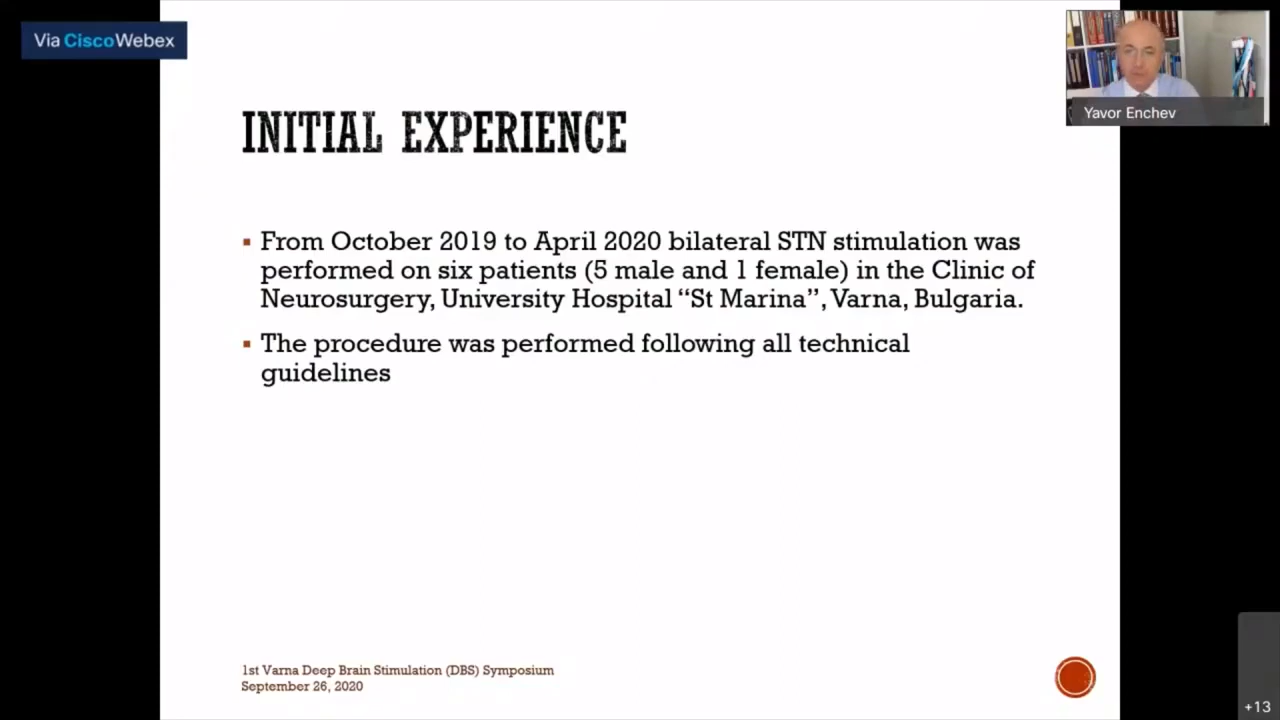 Via CiscoWebex
Yavor Enchev
INITIAL EXPERIENCE
▪ From October 2019 to April 2020 bilateral STN stimulation was
performed on six patients (5 male and 1 female) in the Clinic of
Neurosurgery, University Hospital “St Marina”, Varna, Bulgaria.
▪ The procedure was performed following all technical
guidelines
1st Varna Deep Brain Stimulation (DBS) Symposium
September 26, 2020
+13